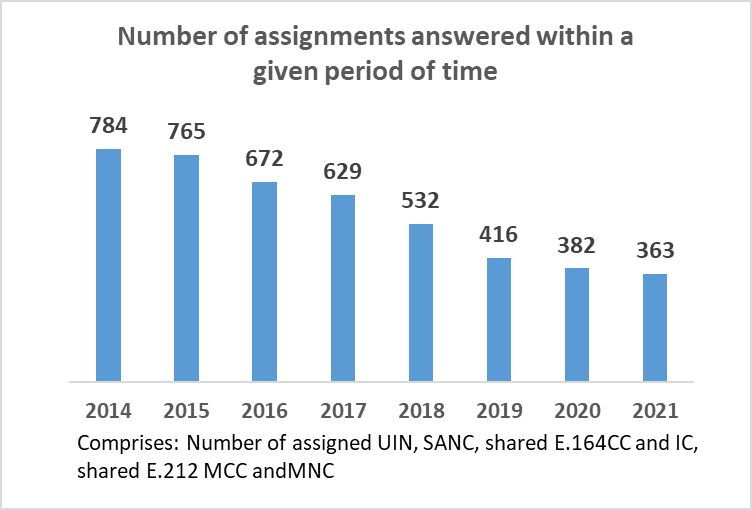 Number of assignments answered within a
given period of time
784
765
672
629
532
416
382
363
2014 2015 2016 2017 2018 2019 2020 2021
Comprises: Number of assigned UIN, SANC, shared E.164CC and IC,
shared E.212 MCC andMNC